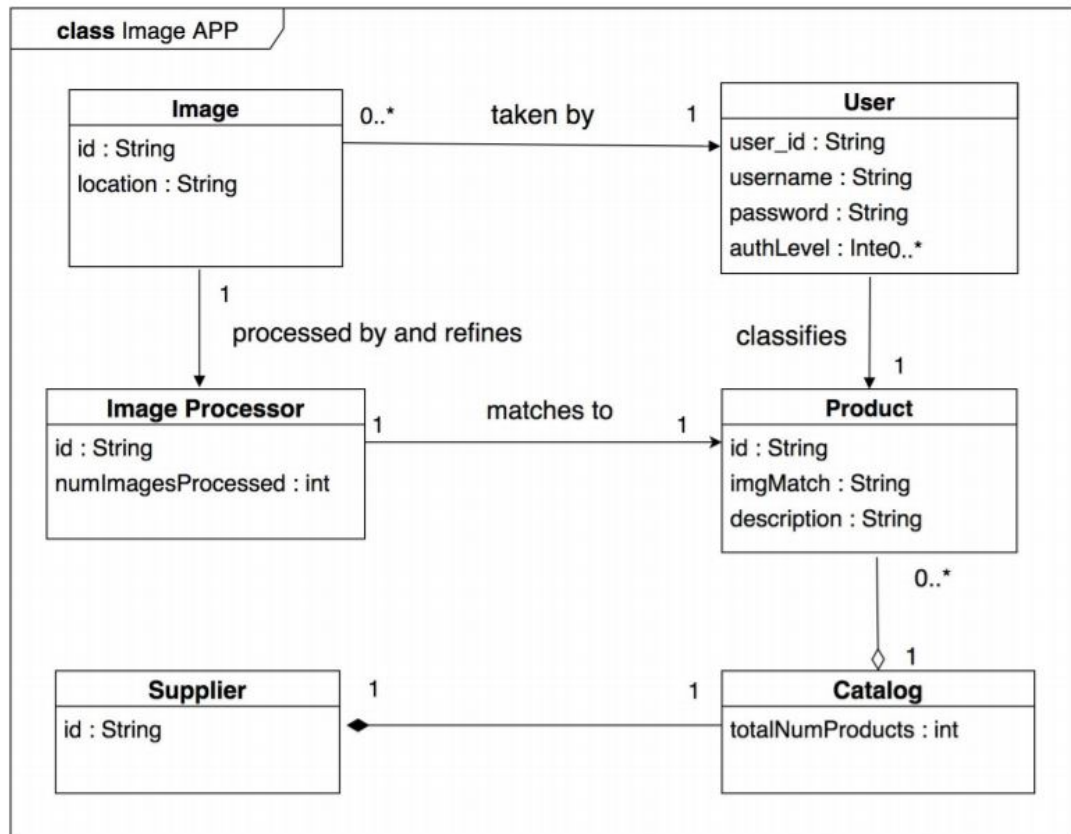 class Image APP
Image
id : String
location : String
0..*
taken by
1
User
user_id : String
username : String
password : String
authLevel : Inte0..*
1
processed by and refines
classifies
1
Image Processor
id : String
numImagesProcessed : int
1
matches to
1
Product
id : String
imgMatch : String
description : String
0..*
1
Supplier
id : String
1
1
Catalog
totalNumProducts : int